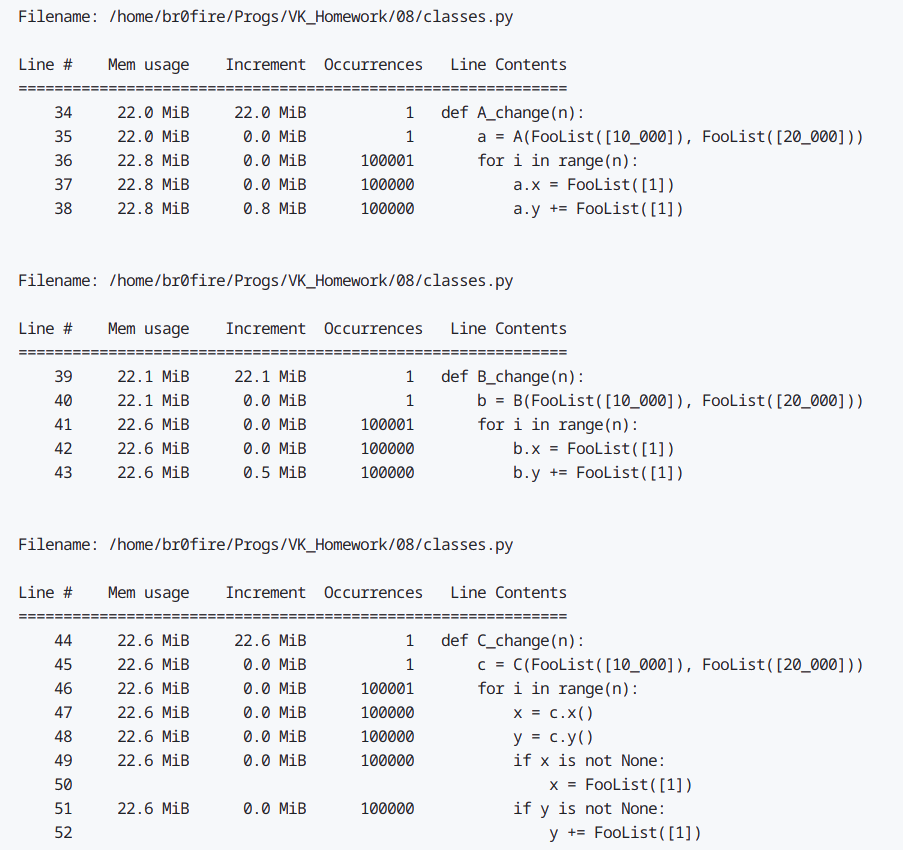 Filename: /home/br0fire/Progs/VK_Homework/08/classes.py
Line #    Mem usage    Increment  Occurrences   Line Contents
=============================================================
    34     22.0 MiB     22.0 MiB           1   def A_change(n):
    35     22.0 MiB      0.0 MiB           1       a = A(FooList([10_000]), FooList([20_000]))
    36     22.8 MiB      0.0 MiB      100001       for i in range(n):
    37     22.8 MiB      0.0 MiB      100000           a.x = FooList([1])
    38     22.8 MiB      0.8 MiB      100000           a.y += FooList([1])
Filename: /home/br0fire/Progs/VK_Homework/08/classes.py
Line #    Mem usage    Increment  Occurrences   Line Contents
=============================================================
    39     22.1 MiB     22.1 MiB           1   def B_change(n):
    40     22.1 MiB      0.0 MiB           1       b = B(FooList([10_000]), FooList([20_000]))
    41     22.6 MiB      0.0 MiB      100001       for i in range(n):
    42     22.6 MiB      0.0 MiB      100000           b.x = FooList([1])
    43     22.6 MiB      0.5 MiB      100000           b.y += FooList([1])
Filename: /home/br0fire/Progs/VK_Homework/08/classes.py
Line #    Mem usage    Increment  Occurrences   Line Contents
=============================================================
    44     22.6 MiB     22.6 MiB           1   def C_change(n):
    45     22.6 MiB      0.0 MiB           1       c = C(FooList([10_000]), FooList([20_000]))
    46     22.6 MiB      0.0 MiB      100001       for i in range(n):
    47     22.6 MiB      0.0 MiB      100000           x = c.x()
    48     22.6 MiB      0.0 MiB      100000           y = c.y()
    49     22.6 MiB      0.0 MiB      100000           if x is not None:
    50                                                     x = FooList([1])
    51     22.6 MiB      0.0 MiB      100000           if y is not None:
    52                                                     y += FooList([1])